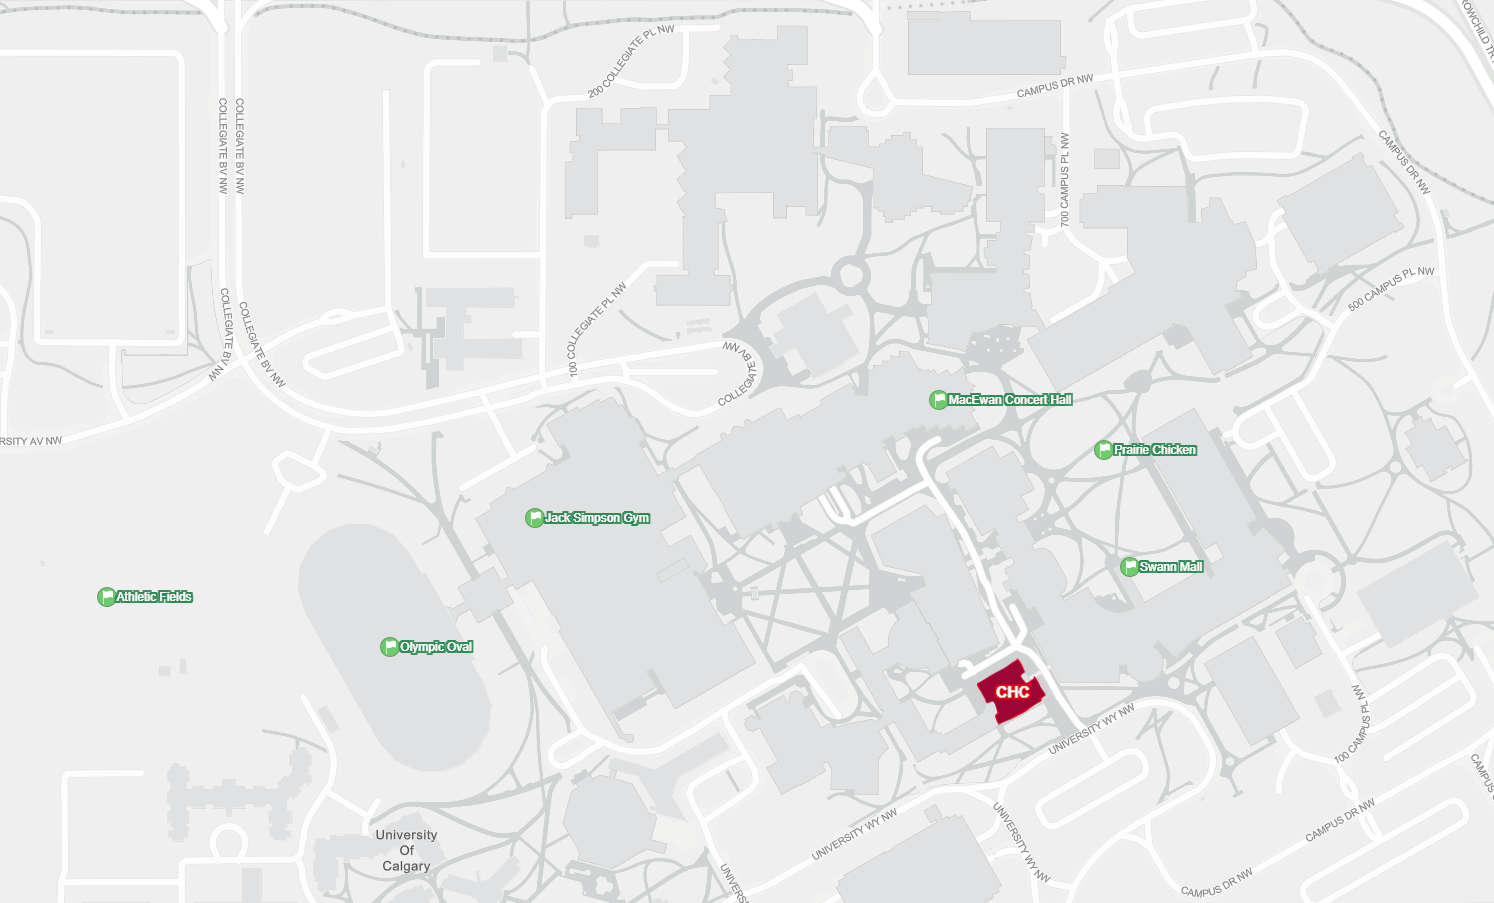 200 COLLEGIATE PL NW
CAMPUS DR NW
COLLEGIATE BV NW
COLLEGIATE BV NW
CAMPUS DR NW
700 CAMPUS PL NW
500 CAMPUS PL NW
COLLEGIATE BV NW
COLLEGIATE BV NW
100 COLLEGIATE PL NW
COLLEGIATE BV NW
MacEwan Concert Hall
RSITY AV NW
Prairie Chicken
Jack Simpson Gym
Swann Mall
Athletic Fields
Olympic Oval
CHC
UNIVERSITY WY NW
100 CAMPUS PL NW
UNIVERSITY WY NW
UNIVERSITY WY NW
CAMPUS DR NW
University
Of
Calgary
CAMPUS DR NW
UNIVERS
CAMPUS